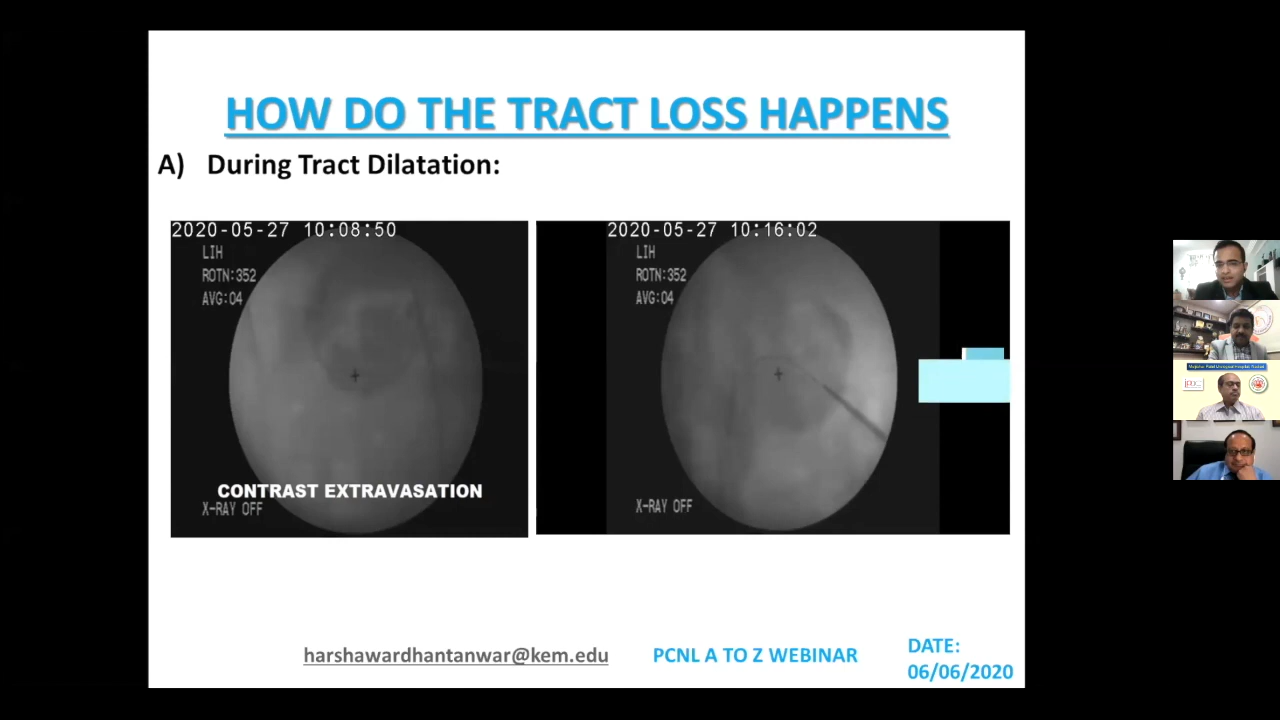 HOW DO THE TRACT LOSS HAPPENS
A) During Tract Dilatation:
2020-05-27 10:08:50
LIH
ROTN:352
AVG:04
CONTRAST EXTRAVASATION
X-RAY OFF
2020-05-27 10:16:02
LIH
ROTN:352
AVG:04
X-RAY OFF
harshawardhantanwar@kem.edu
PCNL A TO Z WEBINAR
DATE:
06/06/2020